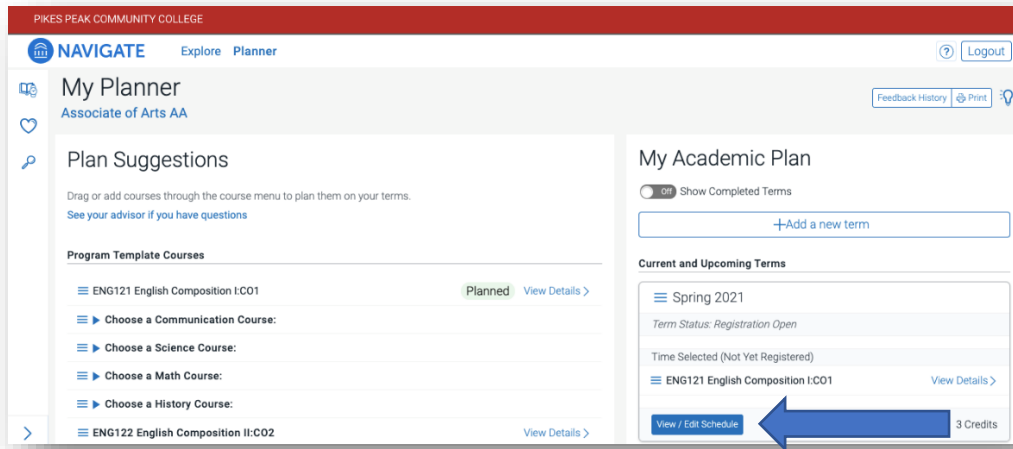 PIKES PEAK COMMUNITY COLLEGE
NAVIGATE Explore Planner ? Logout
My Planner
Associate of Arts AA
Feedback History Print
Plan Suggestions
Drag or add courses through the course menu to plan them on your terms.
See your advisor if you have questions
Program Template Courses
ENG121 English Composition I:CO1 Planned View Details >
Choose a Communication Course:
Choose a Science Course:
Choose a Math Course:
Choose a History Course:
ENG122 English Composition II:CO2 View Details >
My Academic Plan
Off Show Completed Terms
+Add a new term
Current and Upcoming Terms
Spring 2021
Term Status: Registration Open
Time Selected (Not Yet Registered)
ENG121 English Composition I:CO1 View Details >
View / Edit Schedule 3 Credits